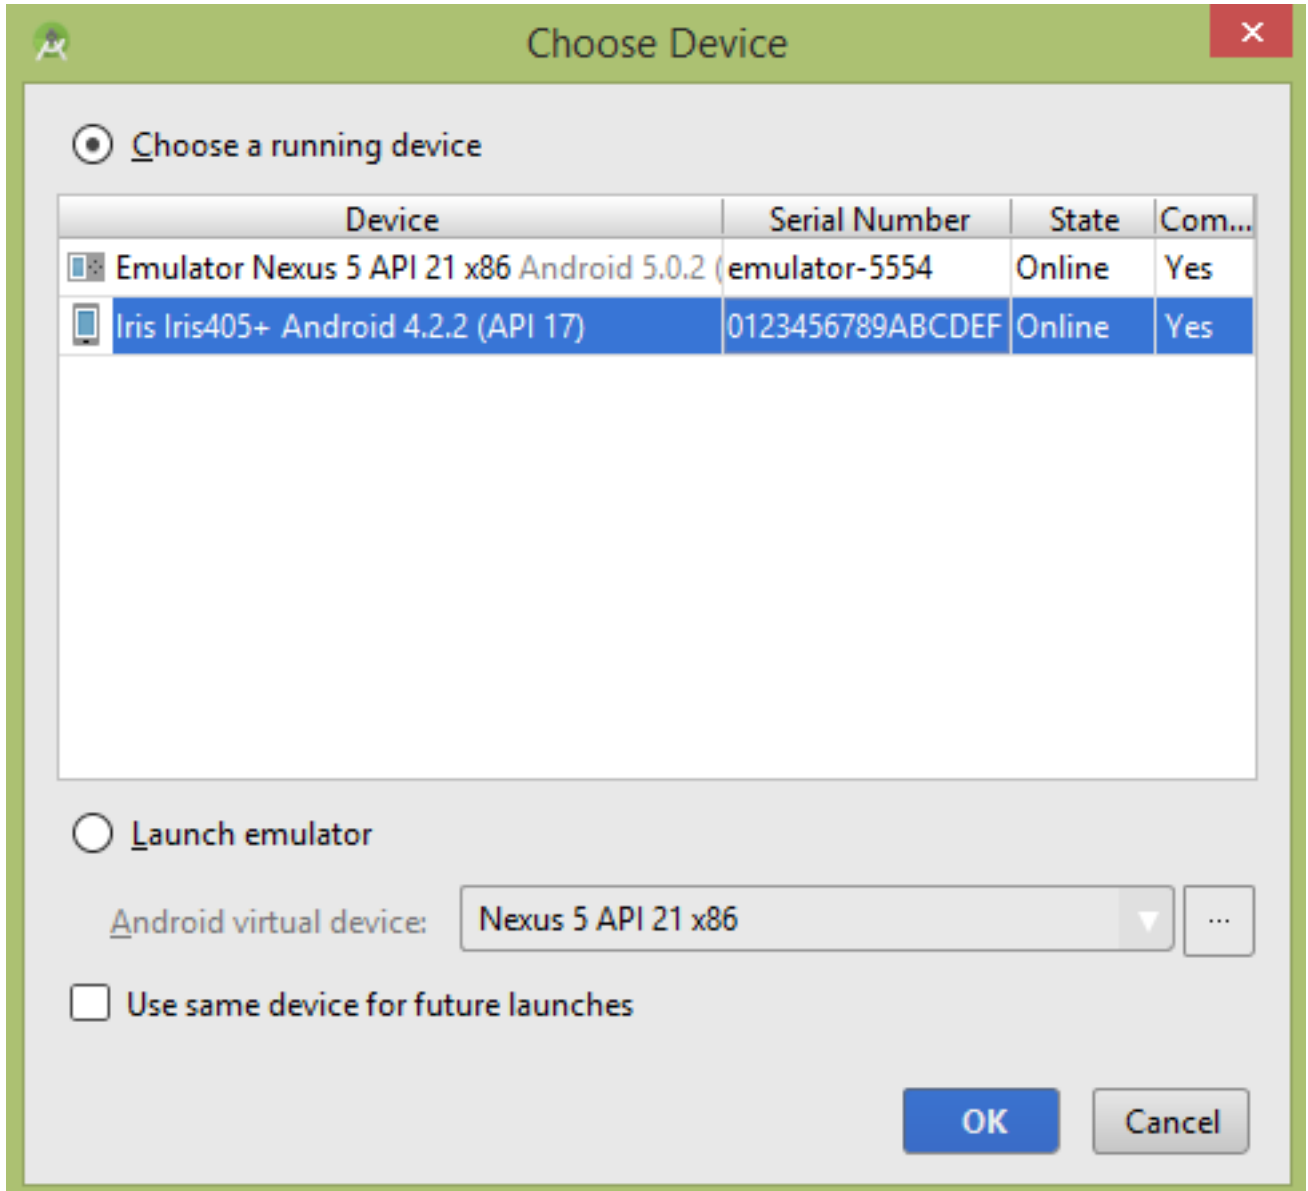 Choose Device
Choose a running device
Device Serial Number State Com...
Emulator Nexus 5 API 21 x86 Android 5.0.2 ( emulator-5554 Online Yes
Iris Iris405+ Android 4.2.2 (API 17) 0123456789ABCDEF Online Yes
Launch emulator
Android virtual device: Nexus 5 API 21 x86 ...
Use same device for future launches
OK Cancel